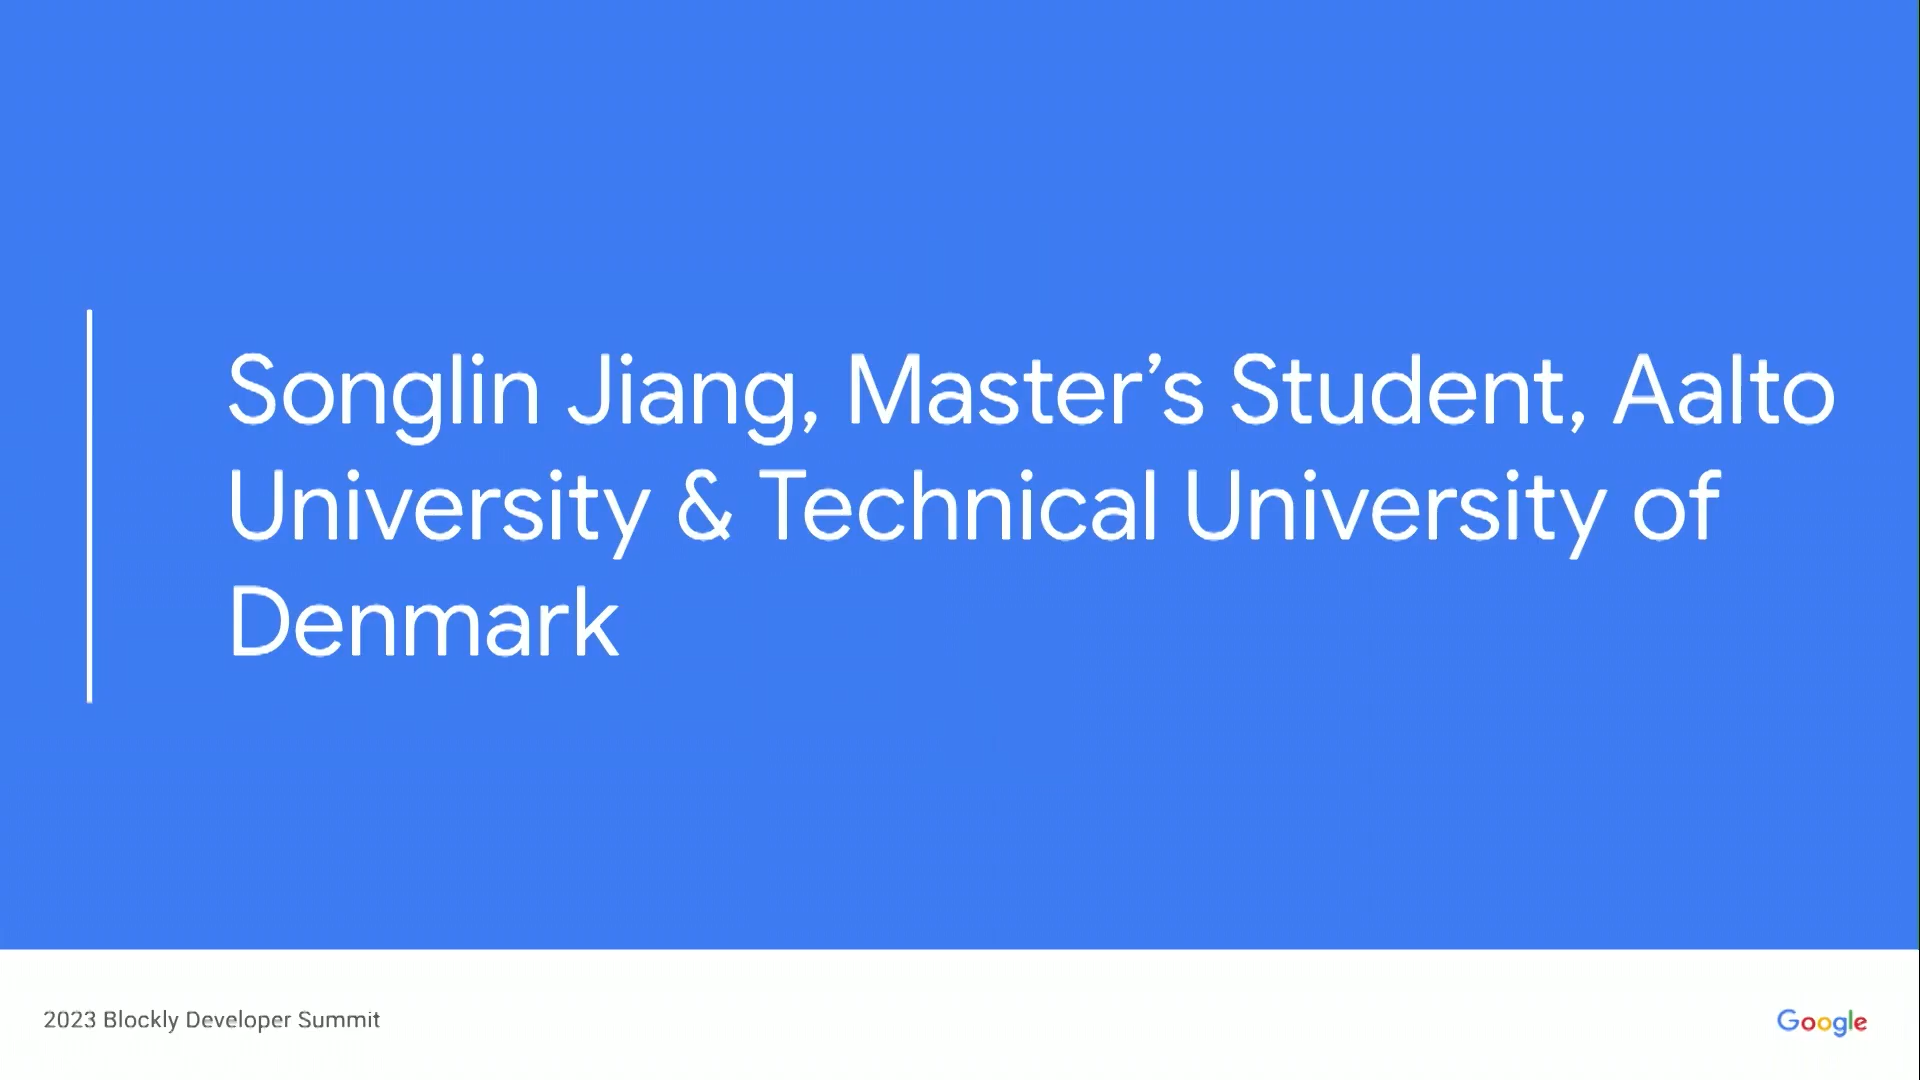 Songlin Jiang, Master’s Student, Aalto
University & Technical University of
Denmark
2023 Blockly Developer Summit
Google